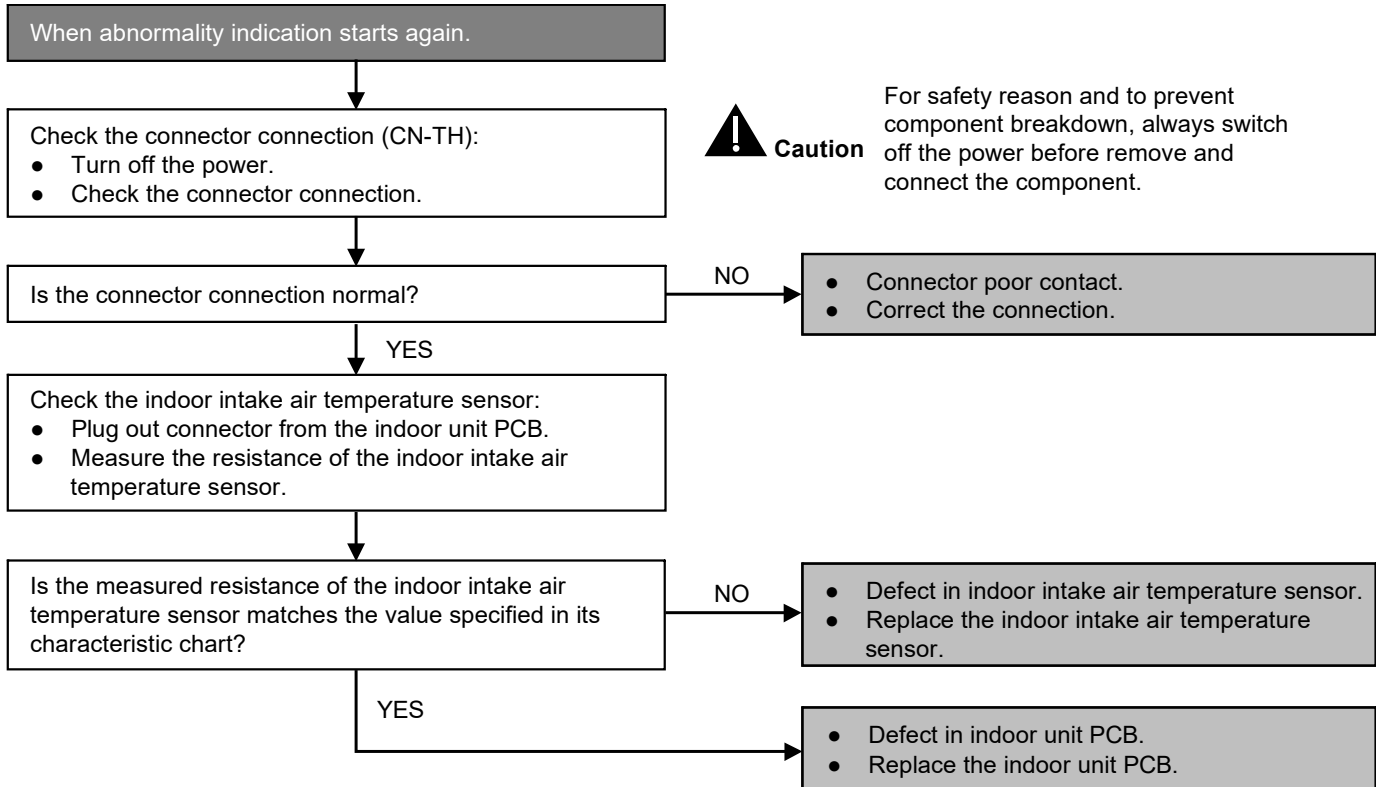 When abnormality indication starts again.
Check the connector connection (CN-TH):
● Turn off the power.
● Check the connector connection.
Caution
For safety reason and to prevent
component breakdown, always switch
off the power before remove and
connect the component.
Is the connector connection normal?
NO
● Connector poor contact.
● Correct the connection.
YES
Check the indoor intake air temperature sensor:
● Plug out connector from the indoor unit PCB.
● Measure the resistance of the indoor intake air
temperature sensor.
Is the measured resistance of the indoor intake air
temperature sensor matches the value specified in its
characteristic chart?
NO
● Defect in indoor intake air temperature sensor.
● Replace the indoor intake air temperature
sensor.
YES
● Defect in indoor unit PCB.
● Replace the indoor unit PCB.